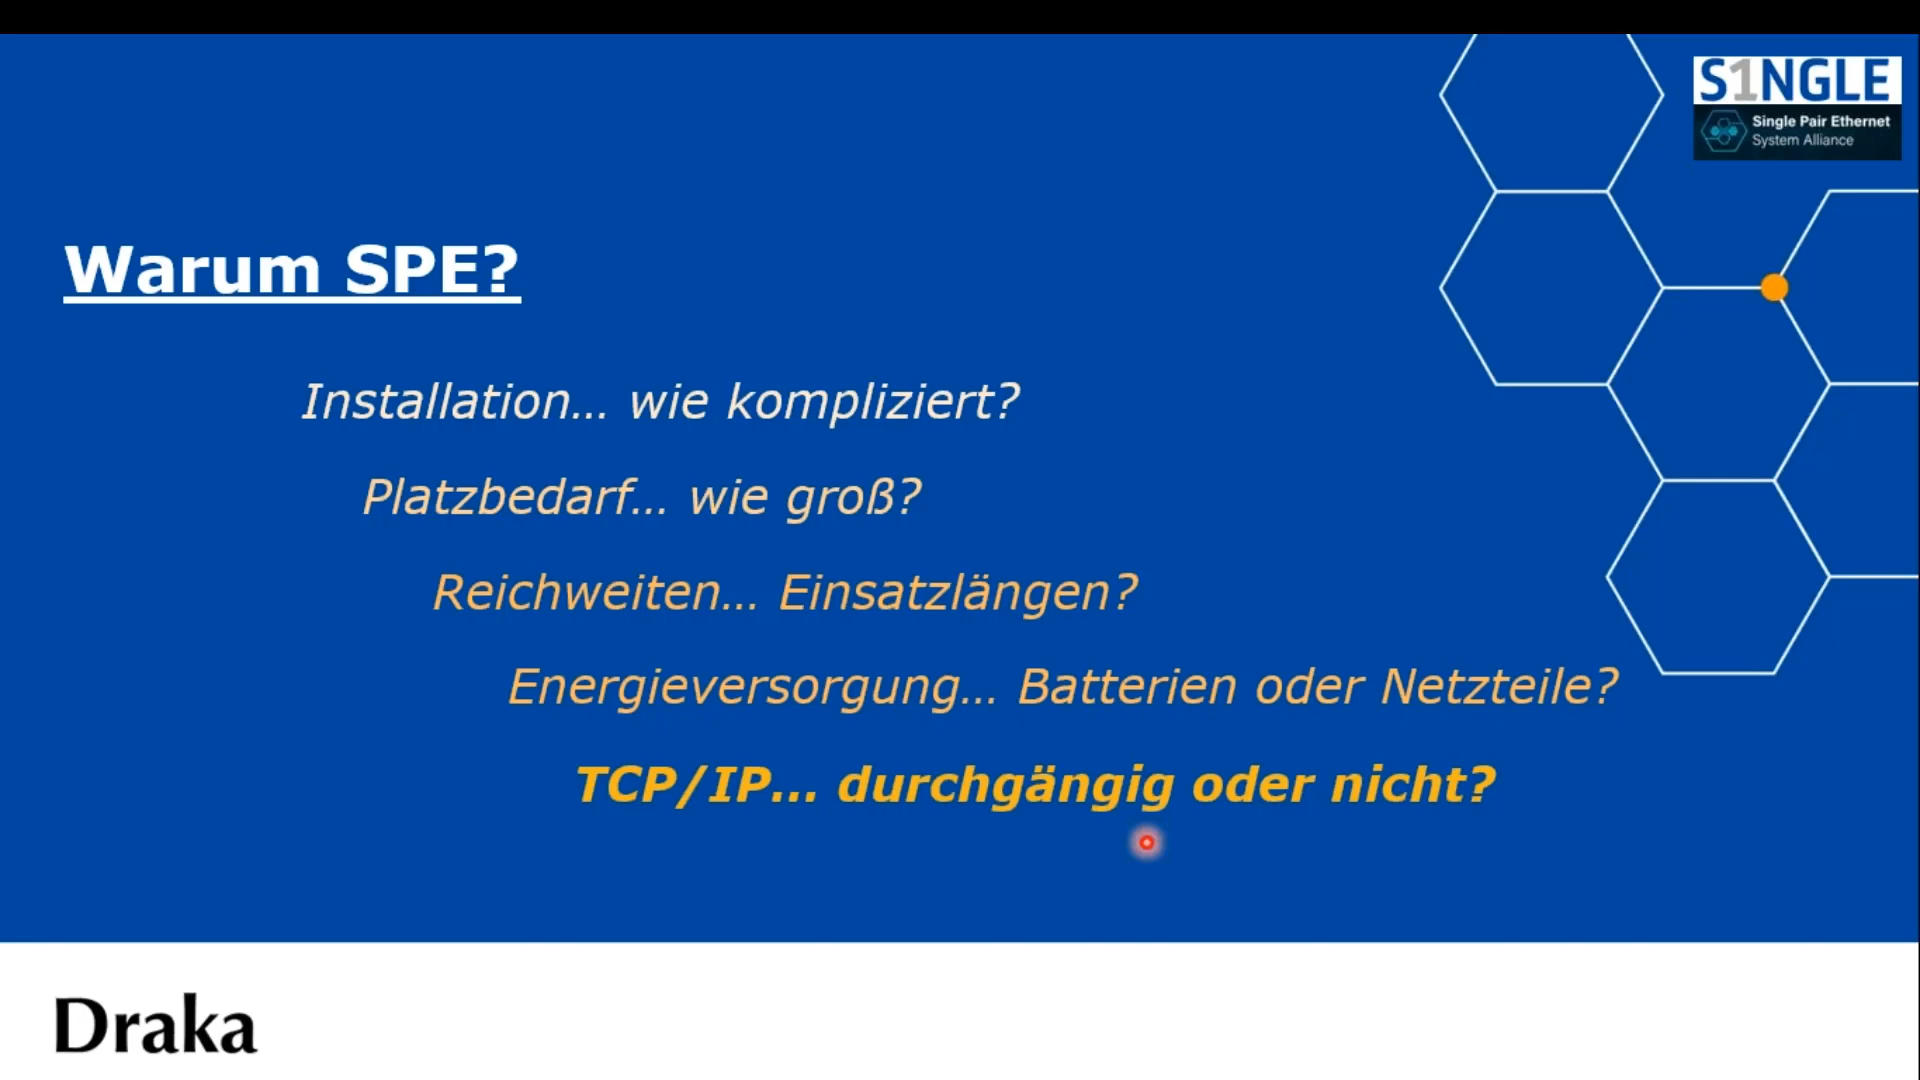 S1NGLE
Single Pair Ethernet
System Alliance
Warum SPE?
Installation... wie kompliziert?
Platzbedarf... wie groß?
Reichweiten... Einsatzlängen?
Energieversorgung... Batterien oder Netzteile?
TCP/IP... durchgängig oder nicht?
Draka